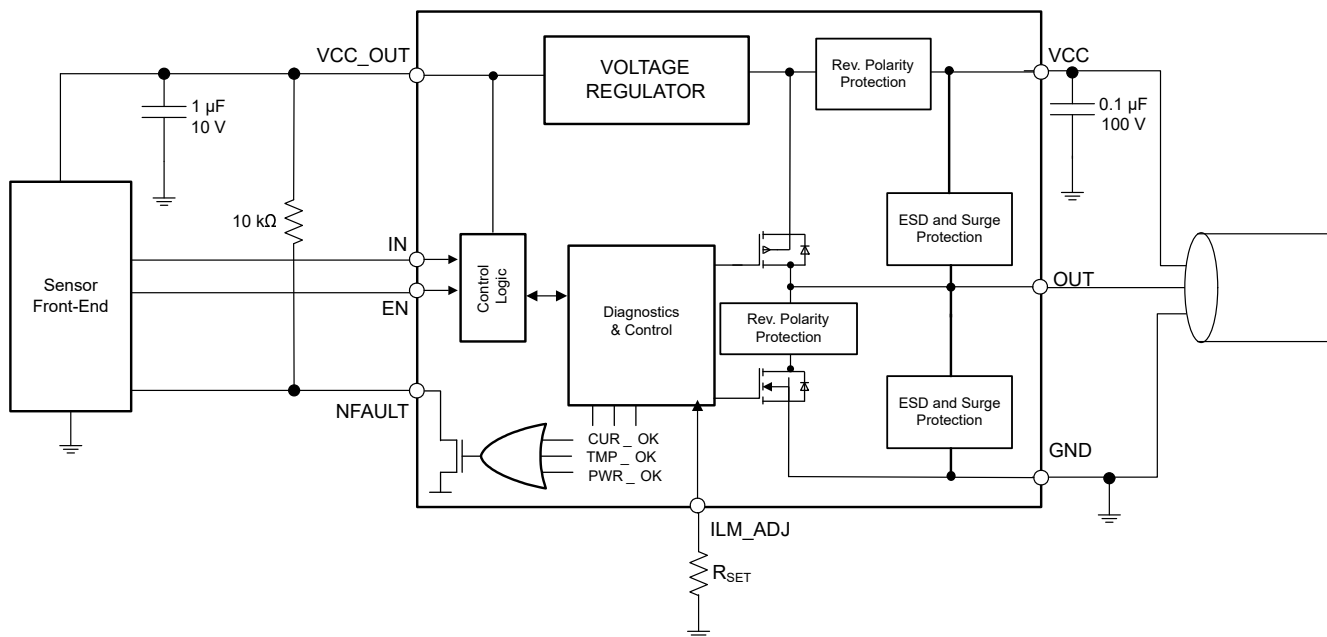 VCC_OUT
VOLTAGE
REGULATOR
Rev. Polarity
Protection
VCC
1 µF
10 V
0.1 µF
100 V
10 kΩ
Sensor
Front-End
IN
EN
Control
Logic
Diagnostics
& Control
Rev. Polarity
Protection
ESD and Surge
Protection
OUT
ESD and Surge
Protection
NFAULT
CUR _ OK
TMP _ OK
PWR _ OK
GND
ILM_ADJ
RSET